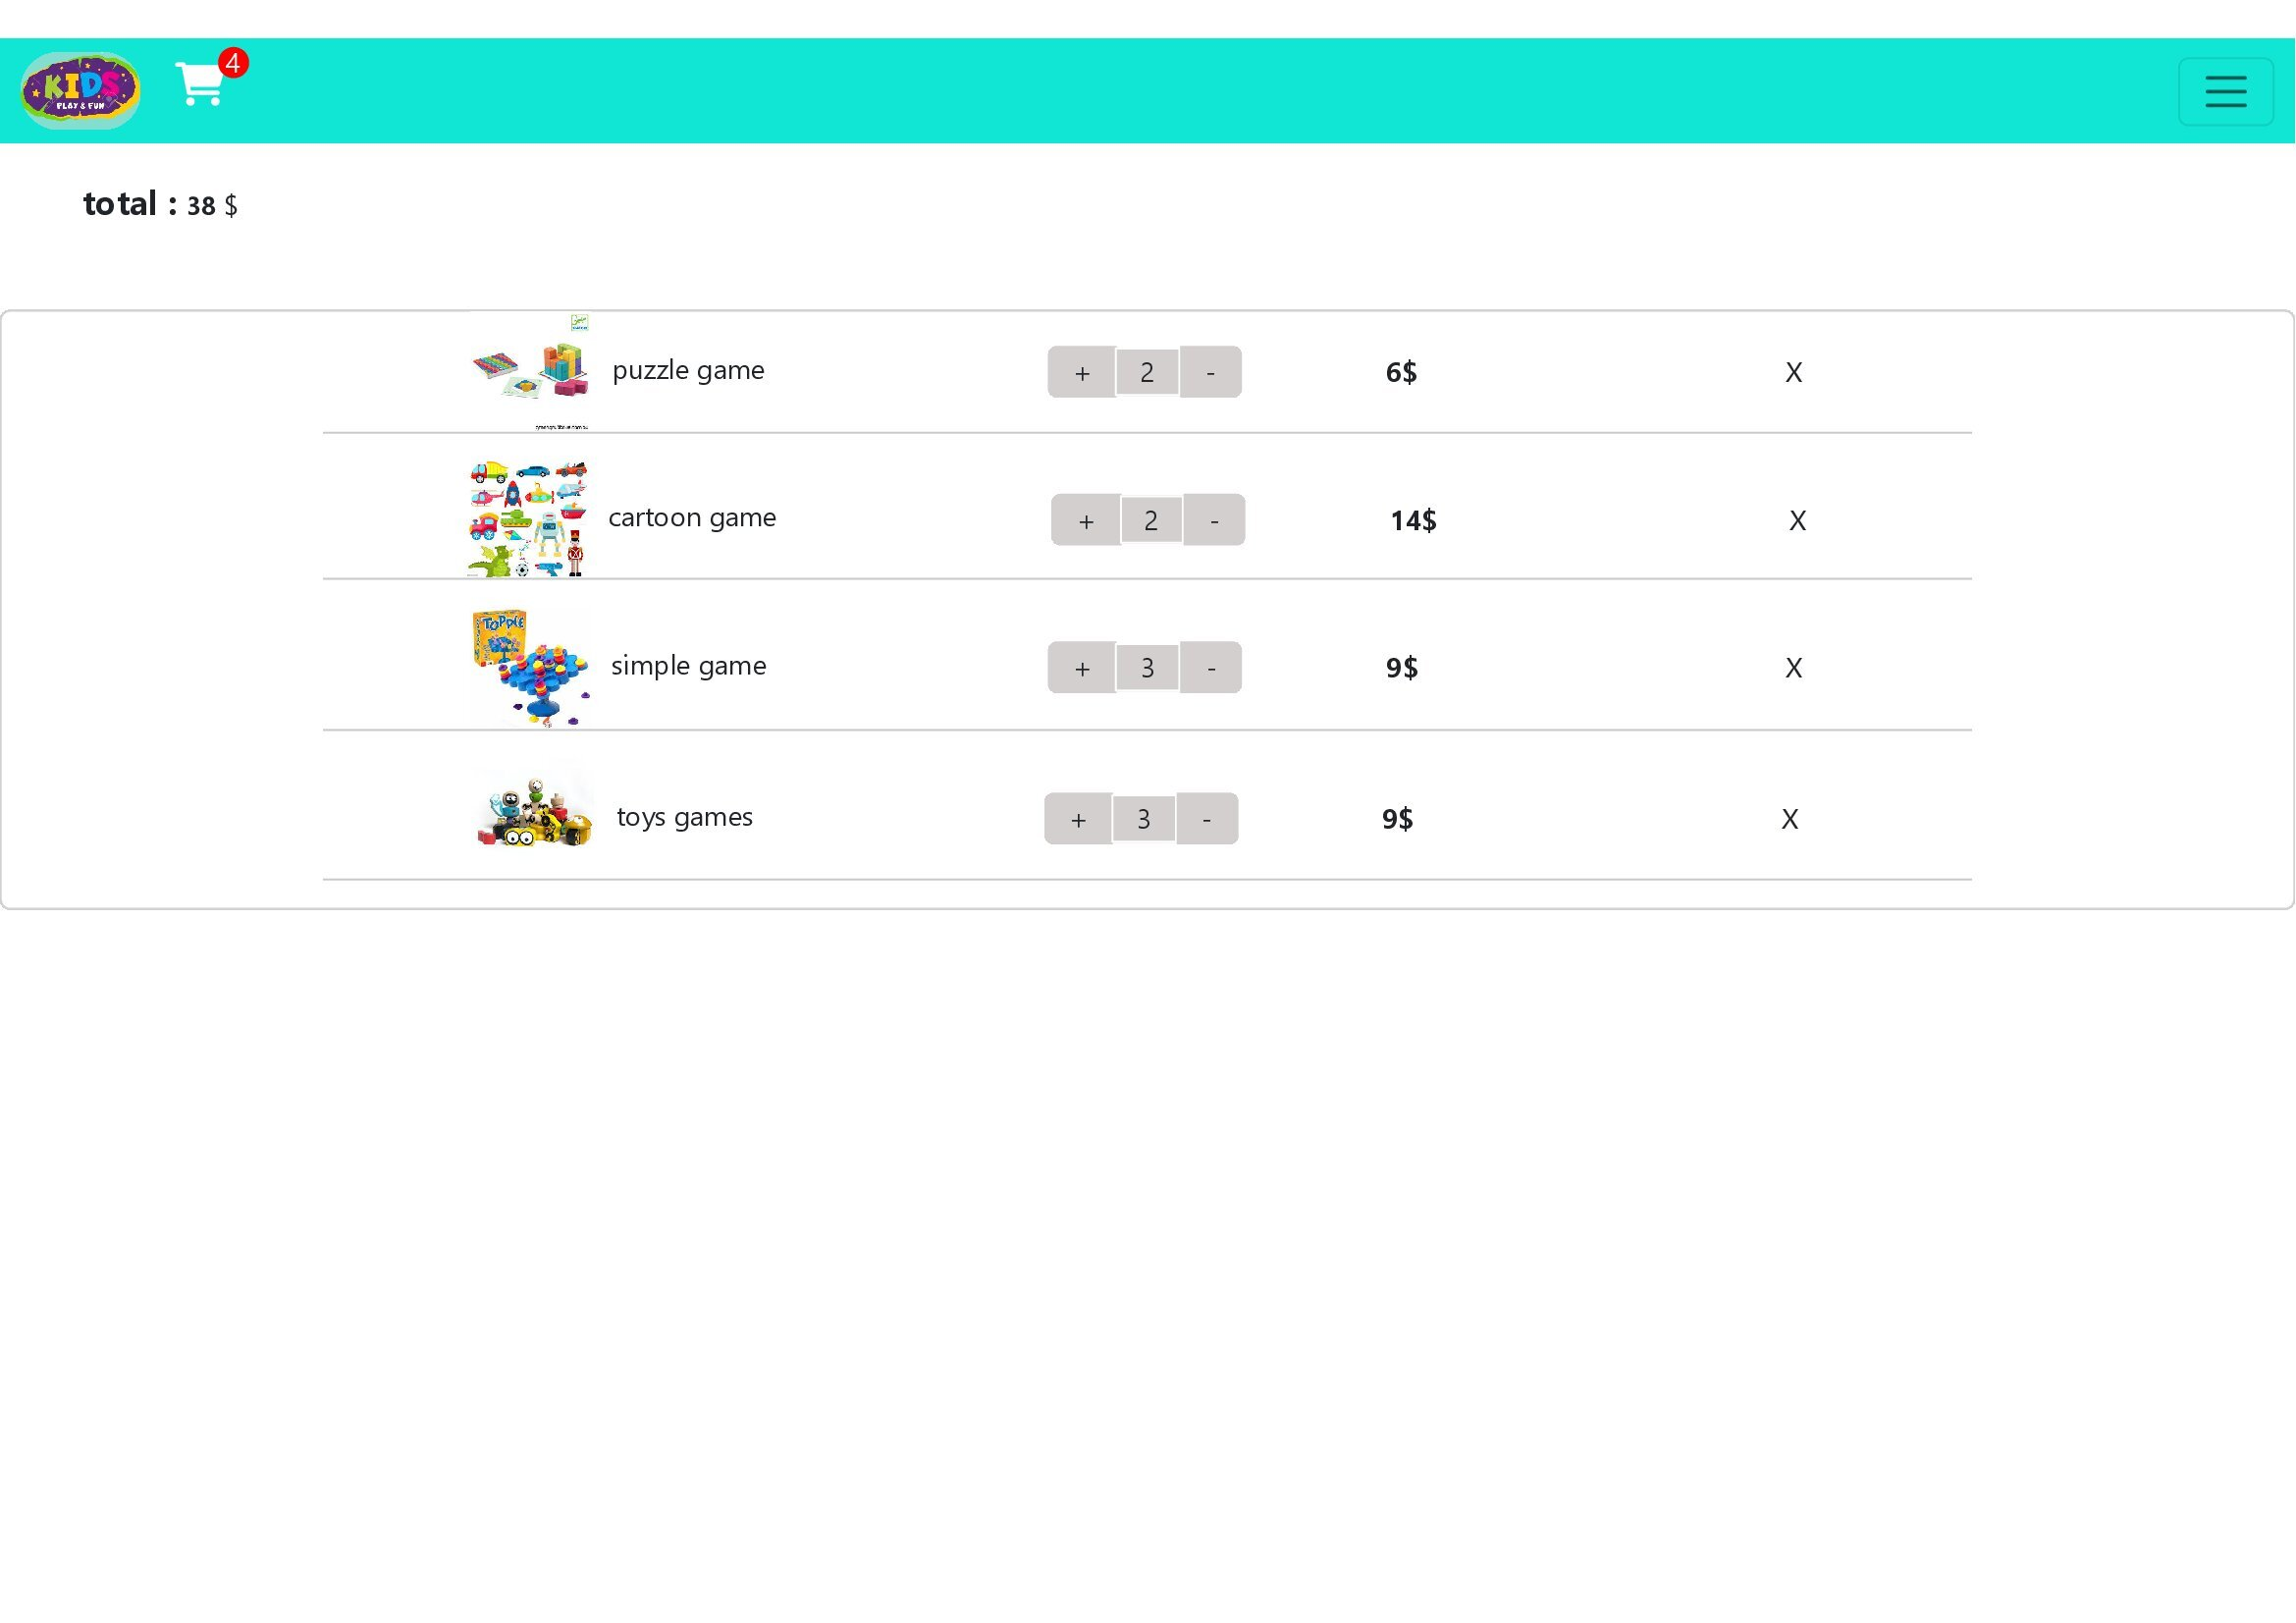 KIDS
PLAY & FUN
4
total : 38 $
puzzle game + 2 - 6$ X
cartoon game + 2 - 14$ X
TOPPLE
simple game + 3 - 9$ X
toys games + 3 - 9$ X